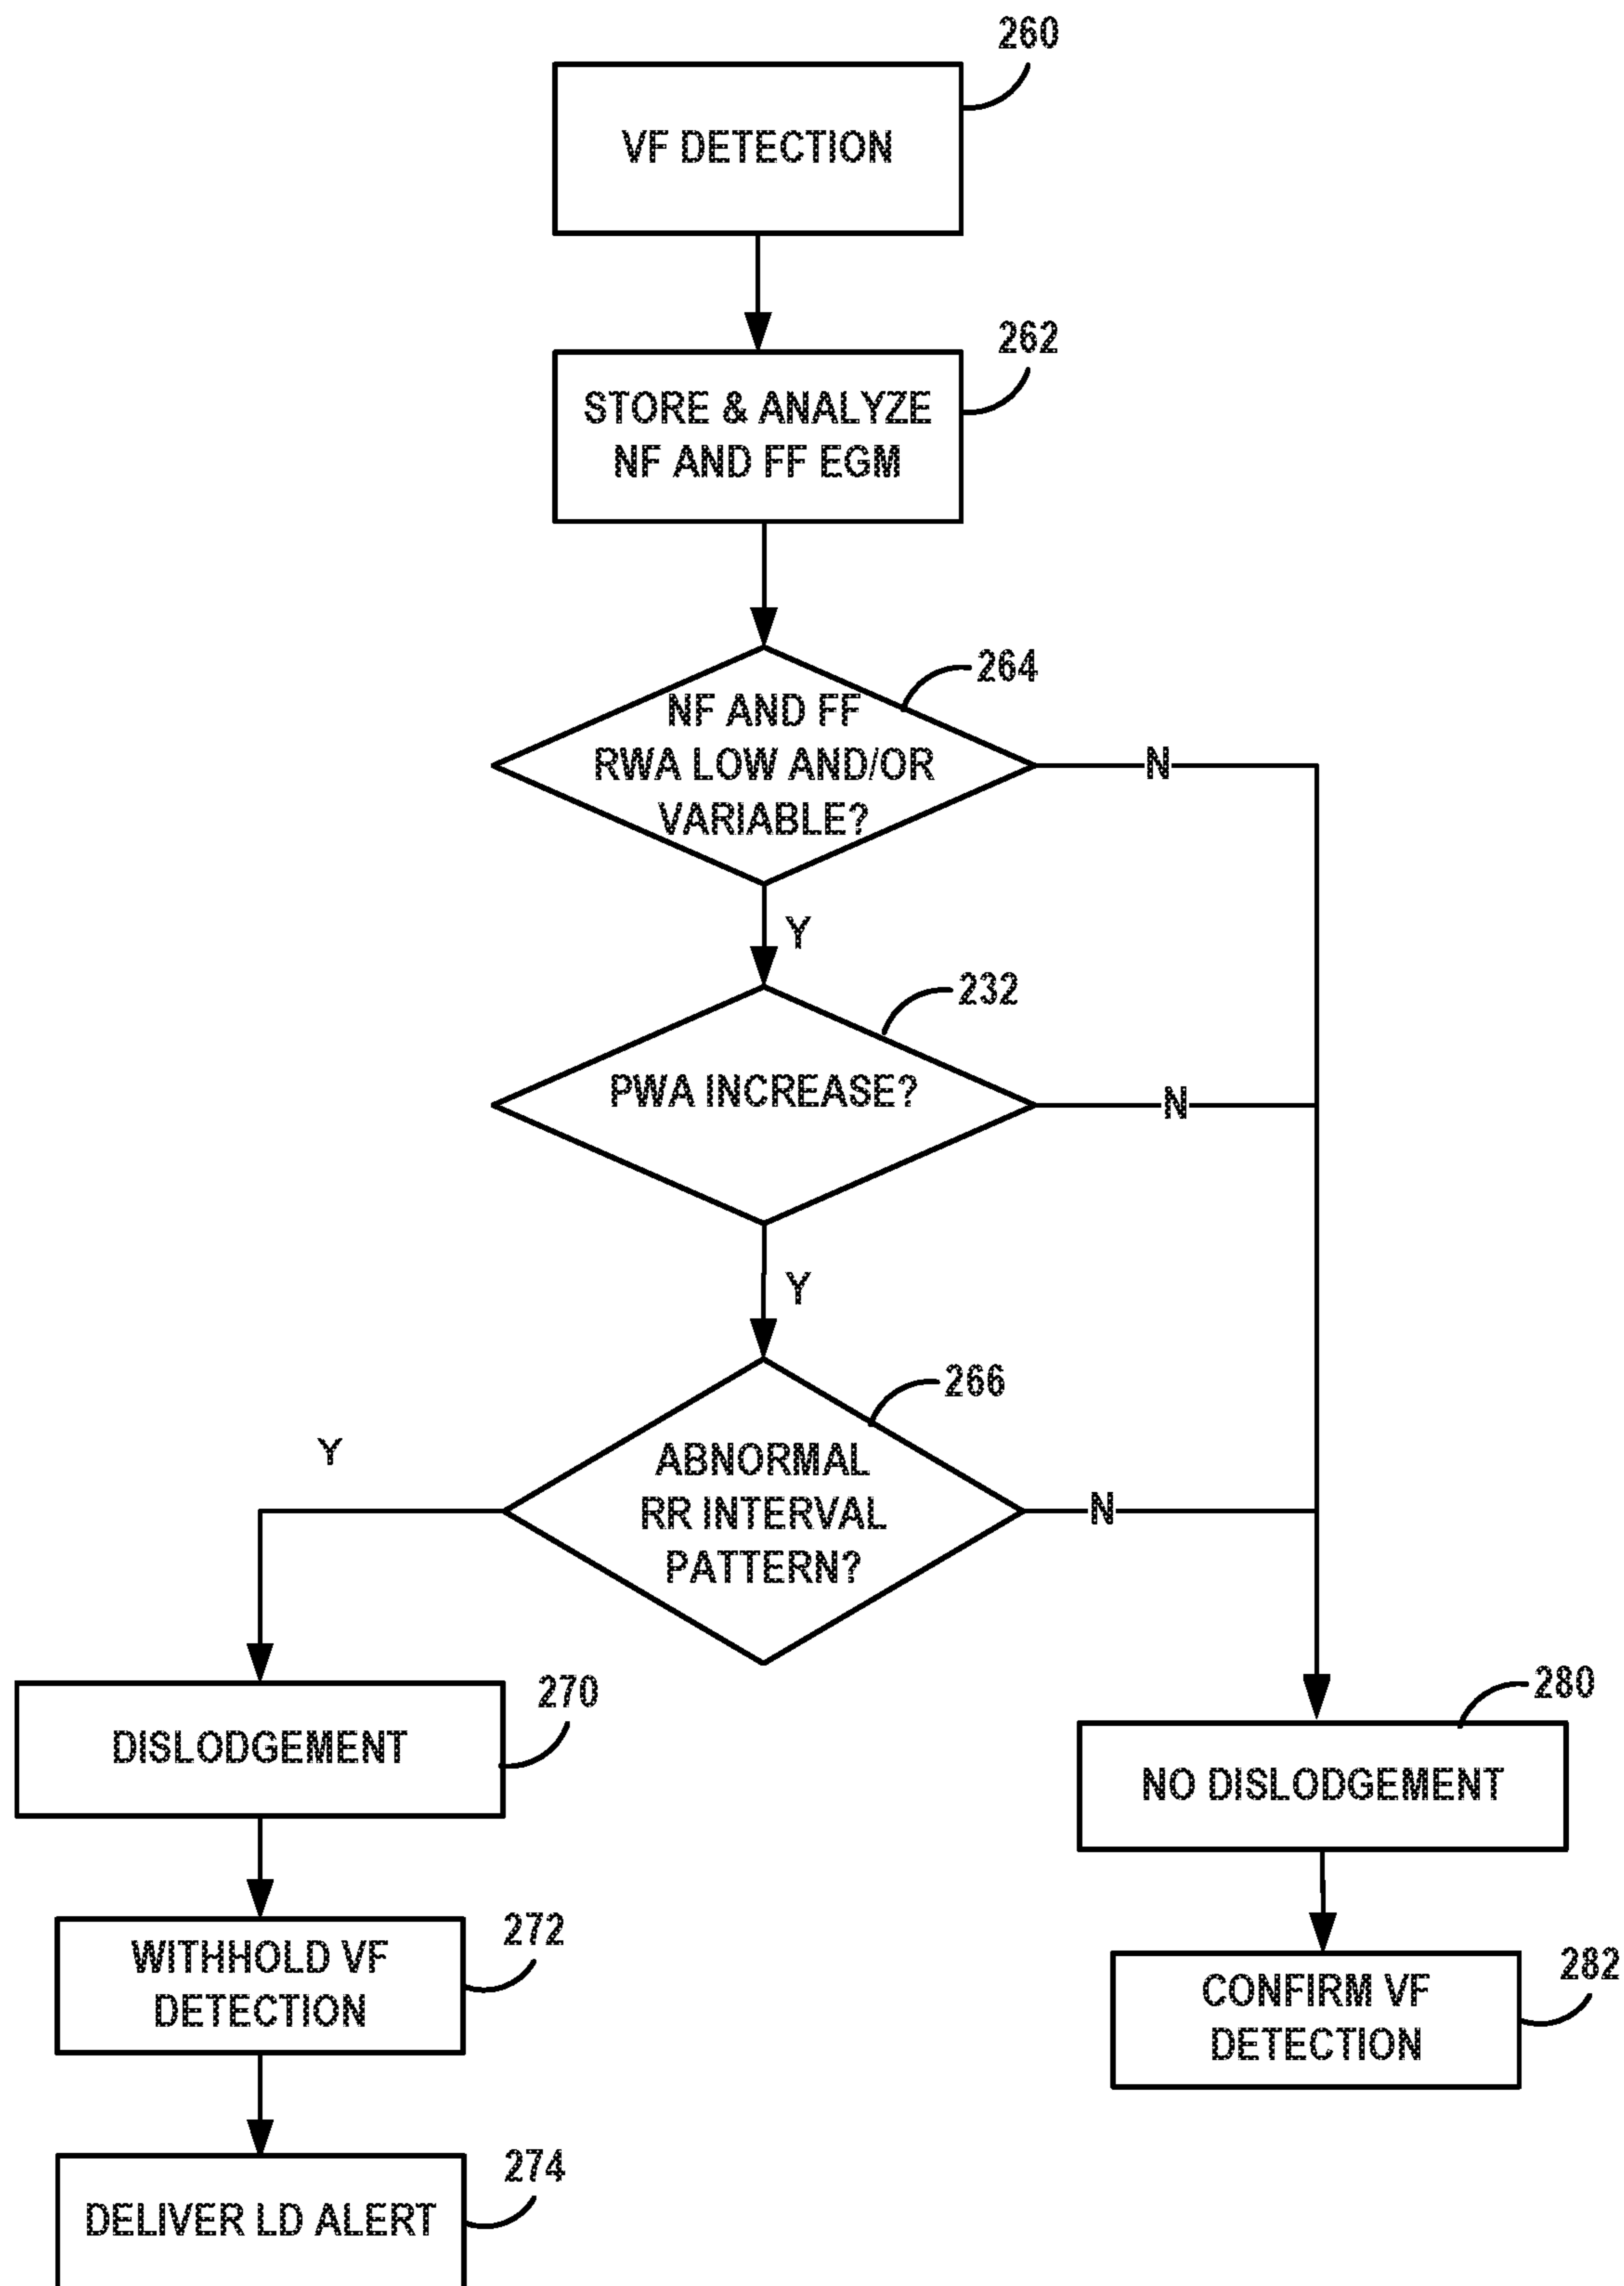 260
VF DETECTION
262
STORE & ANALYZE
NF AND FF EGM
264
NF AND FF
RWA LOW AND/OR
VARIABLE?
N
Y
232
PWA INCREASE?
N
Y
266
ABNORMAL
RR INTERVAL
PATTERN?
Y
N
270
DISLODGEMENT
280
NO DISLODGEMENT
272
WITHHOLD VF
DETECTION
282
CONFIRM VF
DETECTION
274
DELIVER LD ALERT